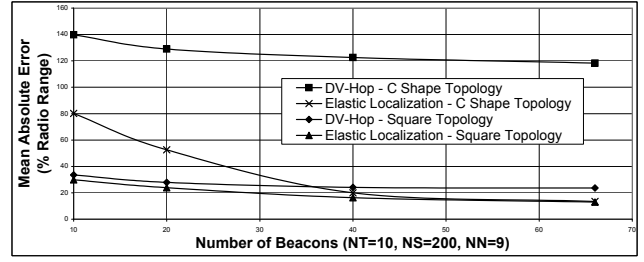 Mean Absolute Error
(% Radio Range)
160
140
120
100
80
60
40
20
0
DV-Hop - C Shape Topology
Elastic Localization - C Shape Topology
DV-Hop - Square Topology
Elastic Localization - Square Topology
10 20 30 40 50 60 70
Number of Beacons (NT=10, NS=200, NN=9)